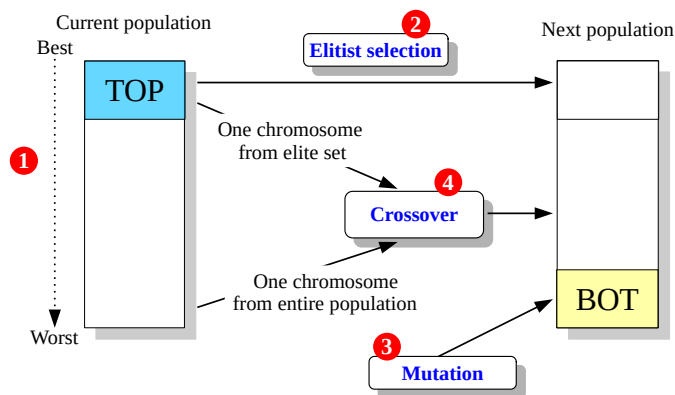 Current population
Best
TOP
1
Worst
2
Elitist selection
One chromosome
from elite set
4
Crossover
One chromosome
from entire population
3
Mutation
Next population
BOT